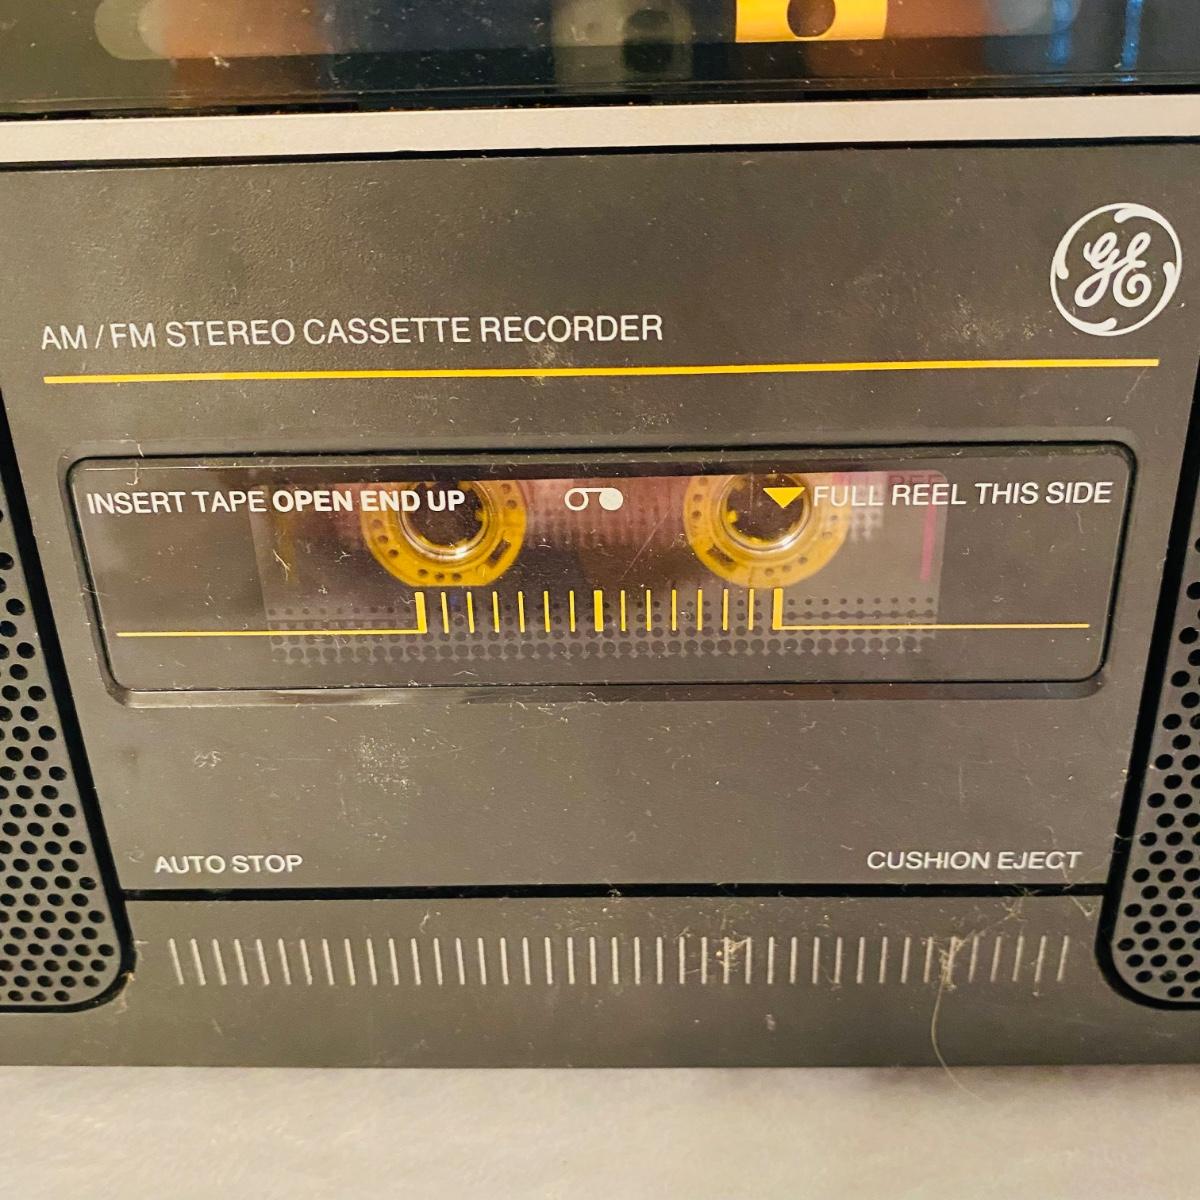 GE
AM / FM STEREO CASSETTE RECORDER
INSERT TAPE OPEN END UP FULL REEL THIS SIDE
AUTO STOP CUSHION EJECT